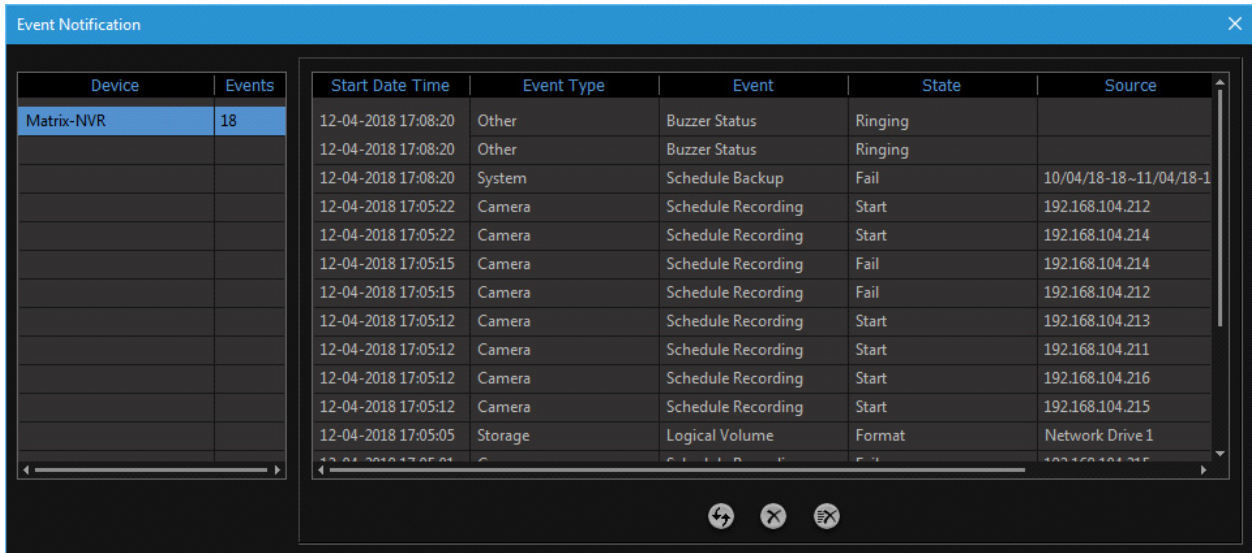 Event Notification
Device Events
Matrix-NVR 18
Start Date Time Event Type Event State Source
12-04-2018 17:08:20 Other Buzzer Status Ringing
12-04-2018 17:08:20 Other Buzzer Status Ringing
12-04-2018 17:08:20 System Schedule Backup Fail 10/04/18-18~11/04/18-1
12-04-2018 17:05:22 Camera Schedule Recording Start 192.168.104.212
12-04-2018 17:05:22 Camera Schedule Recording Start 192.168.104.214
12-04-2018 17:05:15 Camera Schedule Recording Fail 192.168.104.214
12-04-2018 17:05:15 Camera Schedule Recording Fail 192.168.104.212
12-04-2018 17:05:12 Camera Schedule Recording Start 192.168.104.213
12-04-2018 17:05:12 Camera Schedule Recording Start 192.168.104.211
12-04-2018 17:05:12 Camera Schedule Recording Start 192.168.104.216
12-04-2018 17:05:12 Camera Schedule Recording Start 192.168.104.215
12-04-2018 17:05:05 Storage Logical Volume Format Network Drive 1